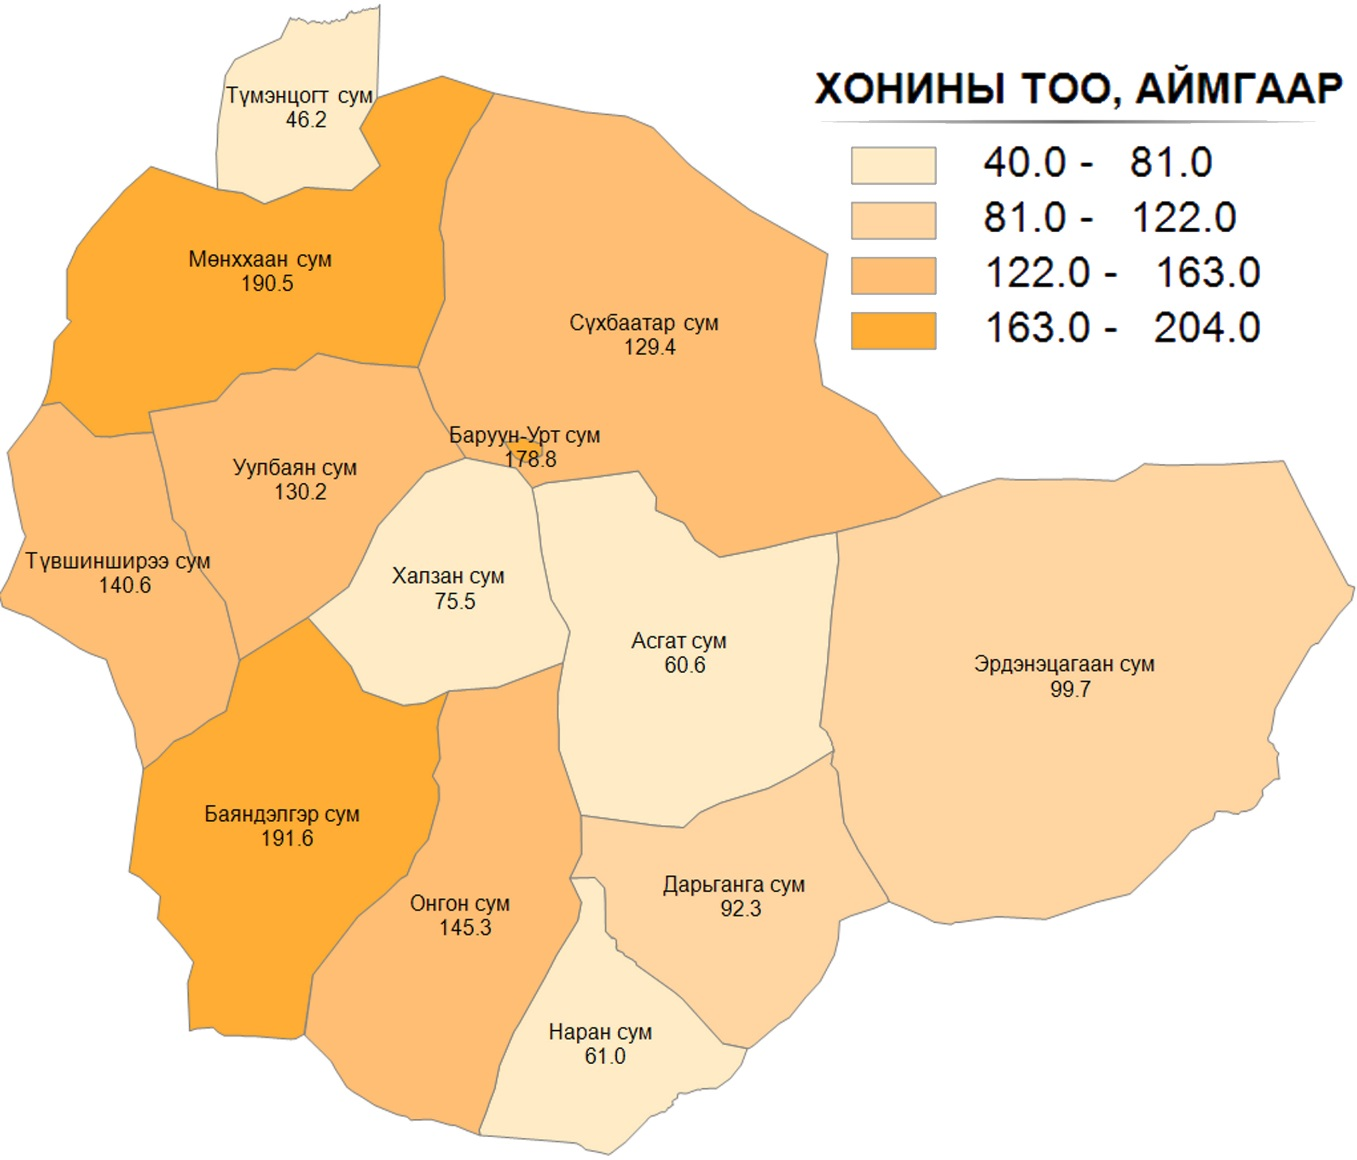 ХОНИНЫ ТОО, АЙМГААР
40.0 - 81.0
81.0 - 122.0
122.0 - 163.0
163.0 - 204.0
Түмэнцогт сум
46.2
Мөнххаан сум
190.5
Сүхбаатар сум
129.4
Баруун-Урт сум
178.8
Уулбаян сум
130.2
Түвшинширээ сум
140.6
Халзан сум
75.5
Асгат сум
60.6
Эрдэнэцагаан сум
99.7
Баяндэлгэр сум
191.6
Онгон сум
145.3
Дарьганга сум
92.3
Наран сум
61.0